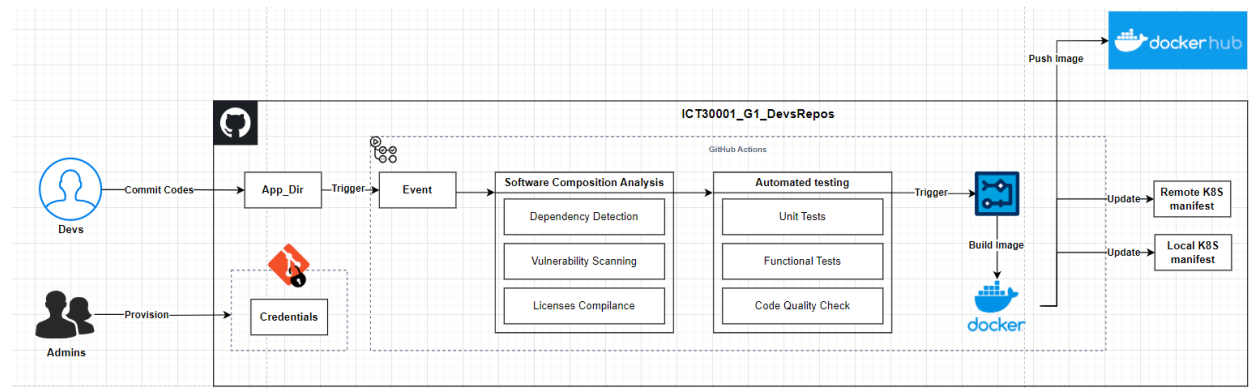 dockerhub
Push Image
ICT30001_G1_DevsRepos
GitHub Actions
Devs
Commit Codes
App_Dir
Trigger
Event
Software Composition Analysis
Dependency Detection
Vulnerability Scanning
Licenses Compilance
Automated testing
Unit Tests
Functional Tests
Code Quality Check
Trigger
Build Image
docker
Update
Remote K8S
manifest
Update
Local K8S
manifest
Admins
Provision
Credentials